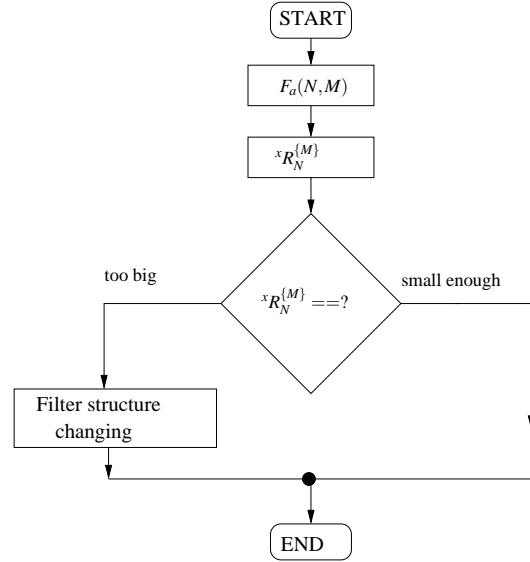 START
F_a(N,M)
^xR_N^{M}
too big
small enough
^xR_N^{M} ==?
Filter structure
changing
END